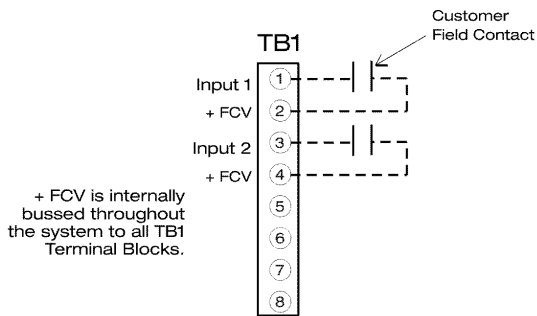 Customer
Field Contact
TB1
Input 1 1
+ FCV 2
Input 2 3
+ FCV 4
5
6
7
8
+ FCV is internally
bussed throughout
the system to all TB1
Terminal Blocks.